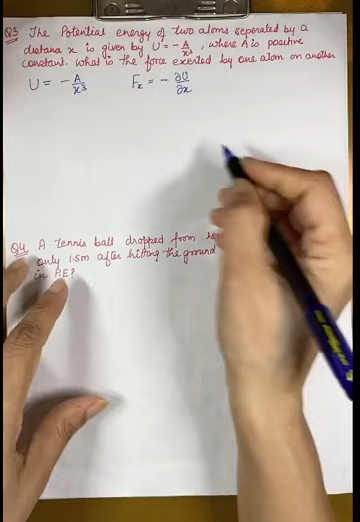 Q3 The Potential energy of two atoms seperated by a
distance x is given by U = -A/x³, where A is positive
constant. What is the force exerted by one atom on another
U = -A/x³ Fₓ = -∂U/∂x
Q4 A tennis ball dropped from
only 1.5m after hitting the ground
in P.E?